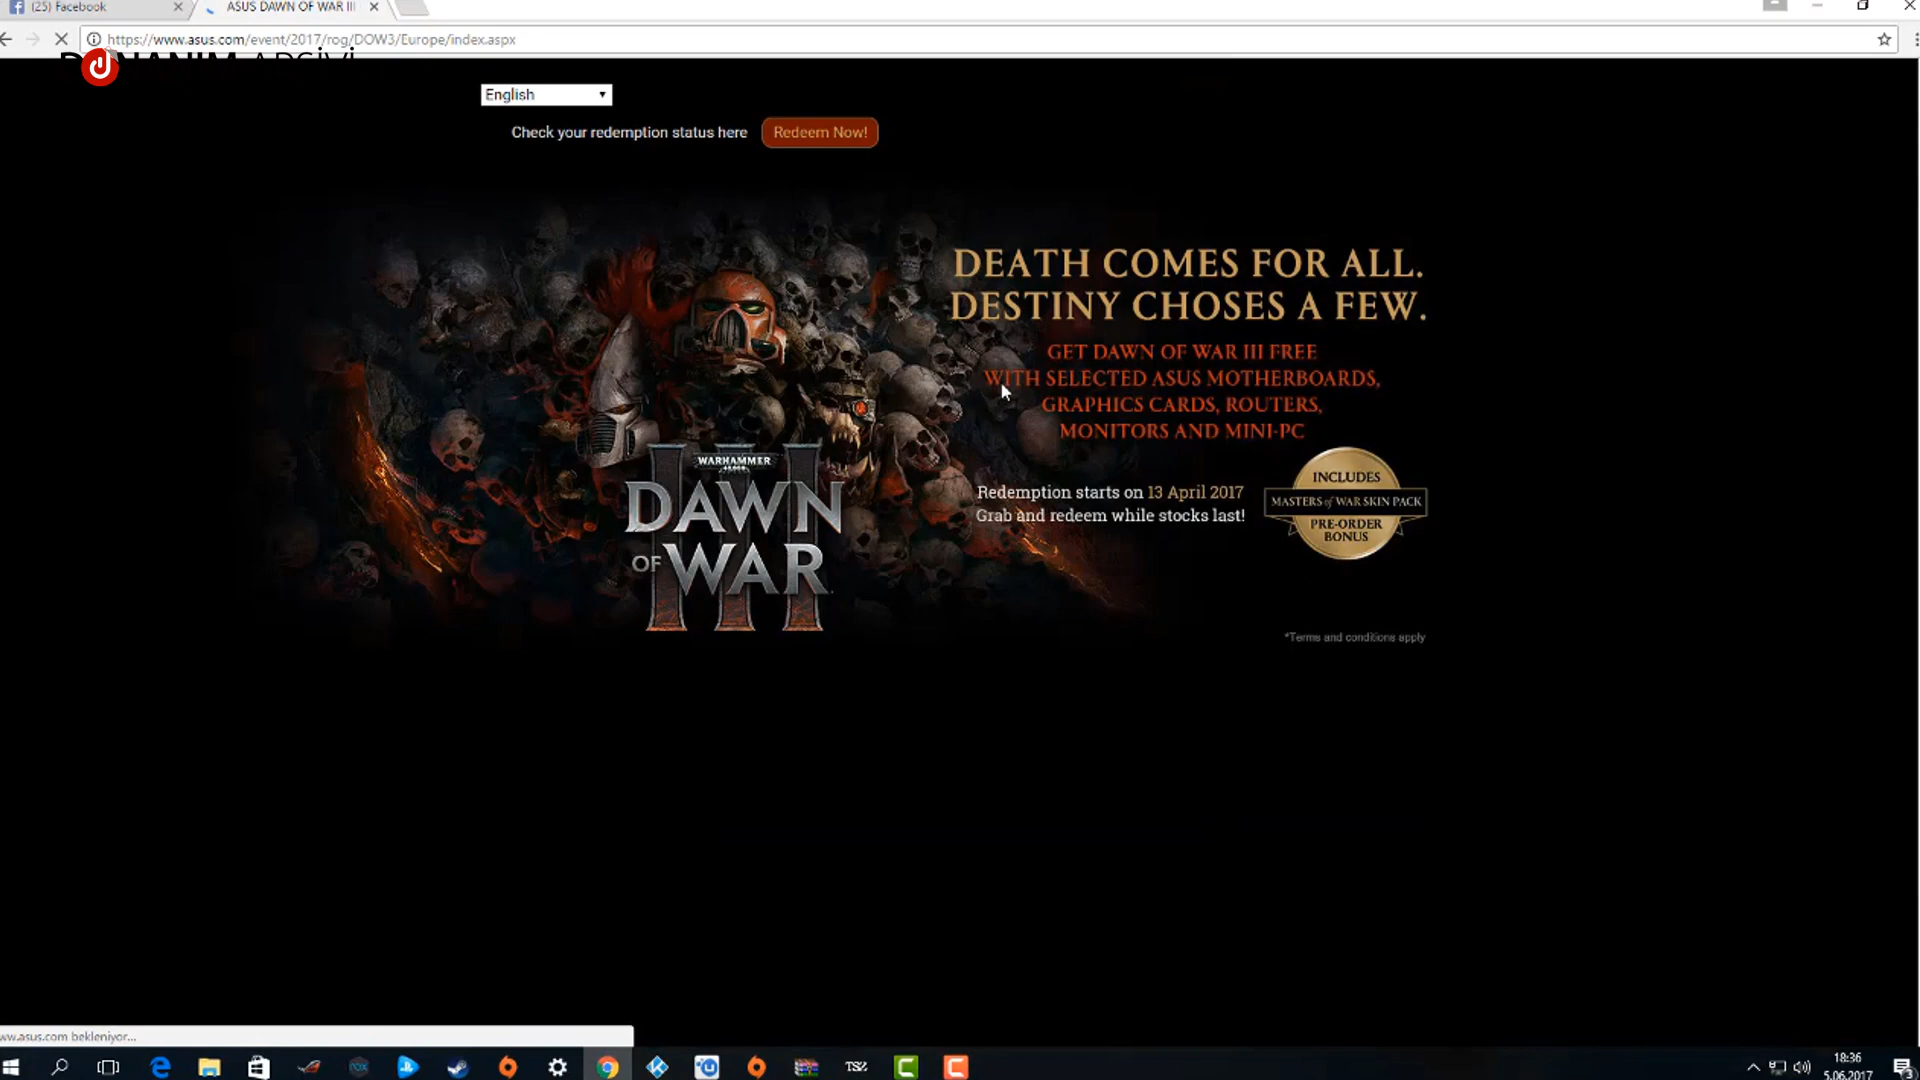 (25) Facebook
ASUS DAWN OF WAR III
https://www.asus.com/event/2017/rog/DOW3/Europe/index.aspx
English
Check your redemption status here
Redeem Now!
DEATH COMES FOR ALL.
DESTINY CHOSES A FEW.
GET DAWN OF WAR III FREE
WITH SELECTED ASUS MOTHERBOARDS,
GRAPHICS CARDS, ROUTERS,
MONITORS AND MINI-PC
WARHAMMER
40,000
DAWN
OF WAR
III
Redemption starts on 13 April 2017
Grab and redeem while stocks last!
INCLUDES
MASTERS of WAR SKIN PACK
PRE-ORDER
BONUS
*Terms and conditions apply
ww.asus.com bekleniyor...
18:36
5.06.2017
3